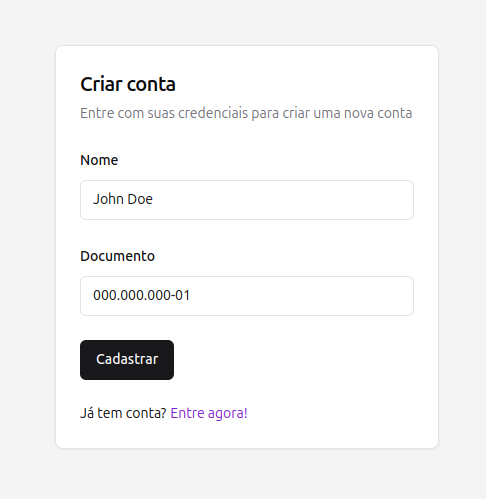 Criar conta
Entre com suas credenciais para criar uma nova conta
Nome
John Doe
Documento
000.000.000-01
Cadastrar
Já tem conta? Entre agora!